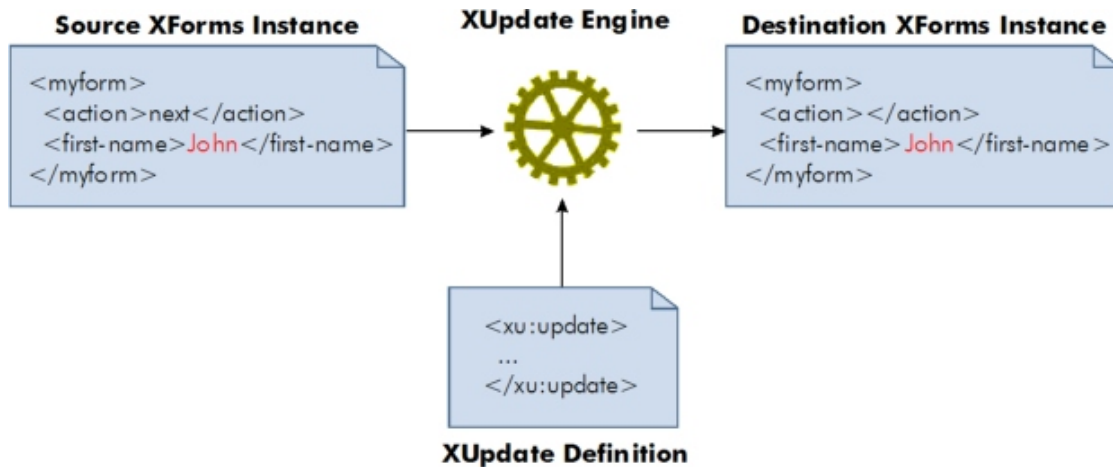 Source XForms Instance
<myform>
<action>next</action>
<first-name>John</first-name>
</myform>
XUpdate Engine
Destination XForms Instance
<myform>
<action></action>
<first-name>John</first-name>
</myform>
<xu:update>
...
</xu:update>
XUpdate Definition